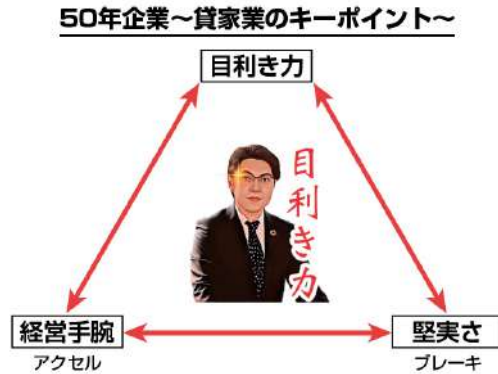 50年企業～貸家業のキーポイント～
目利き力
目利き力
経営手腕
アクセル
堅実さ
ブレーキ